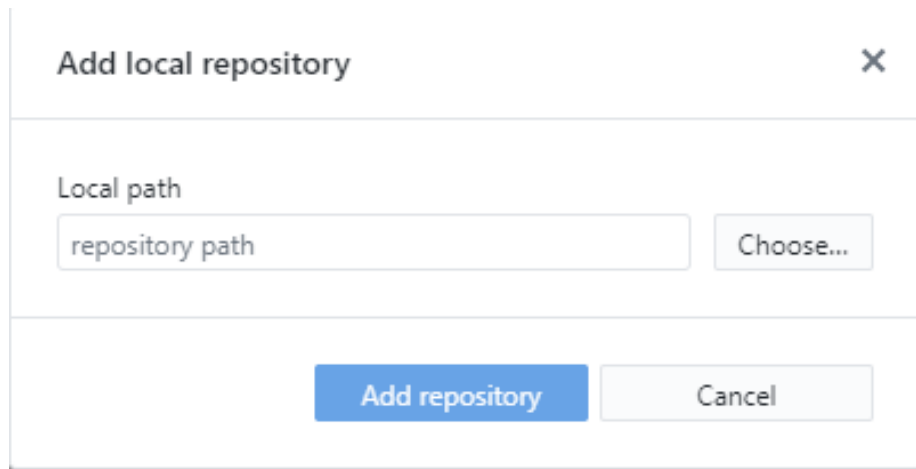 Add local repository
Local path
repository path
Choose...
Add repository
Cancel